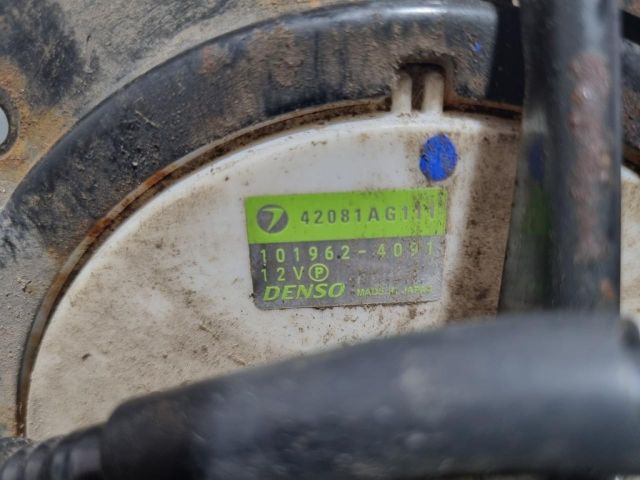 42081AG111
101962-4091
12V Ⓟ
DENSO MADE IN JAPAN